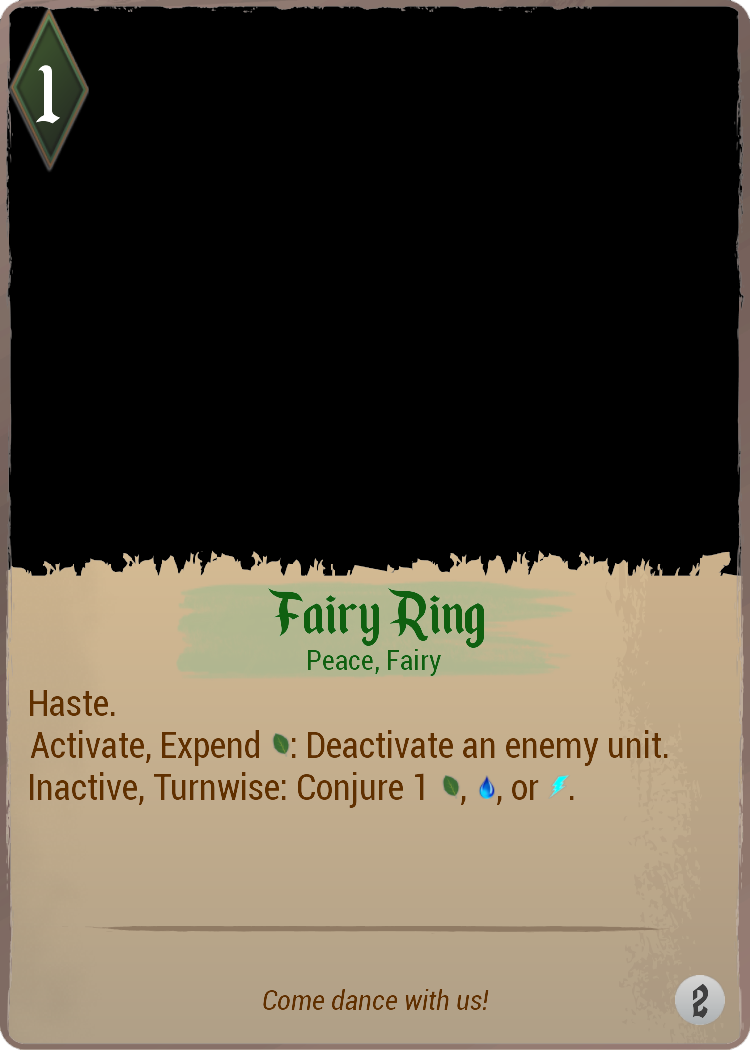 1
Fairy Ring
Peace, Fairy
Haste.
Activate, Expend : Deactivate an enemy unit.
Inactive, Turnwise: Conjure 1 , , or .
Come dance with us!
2